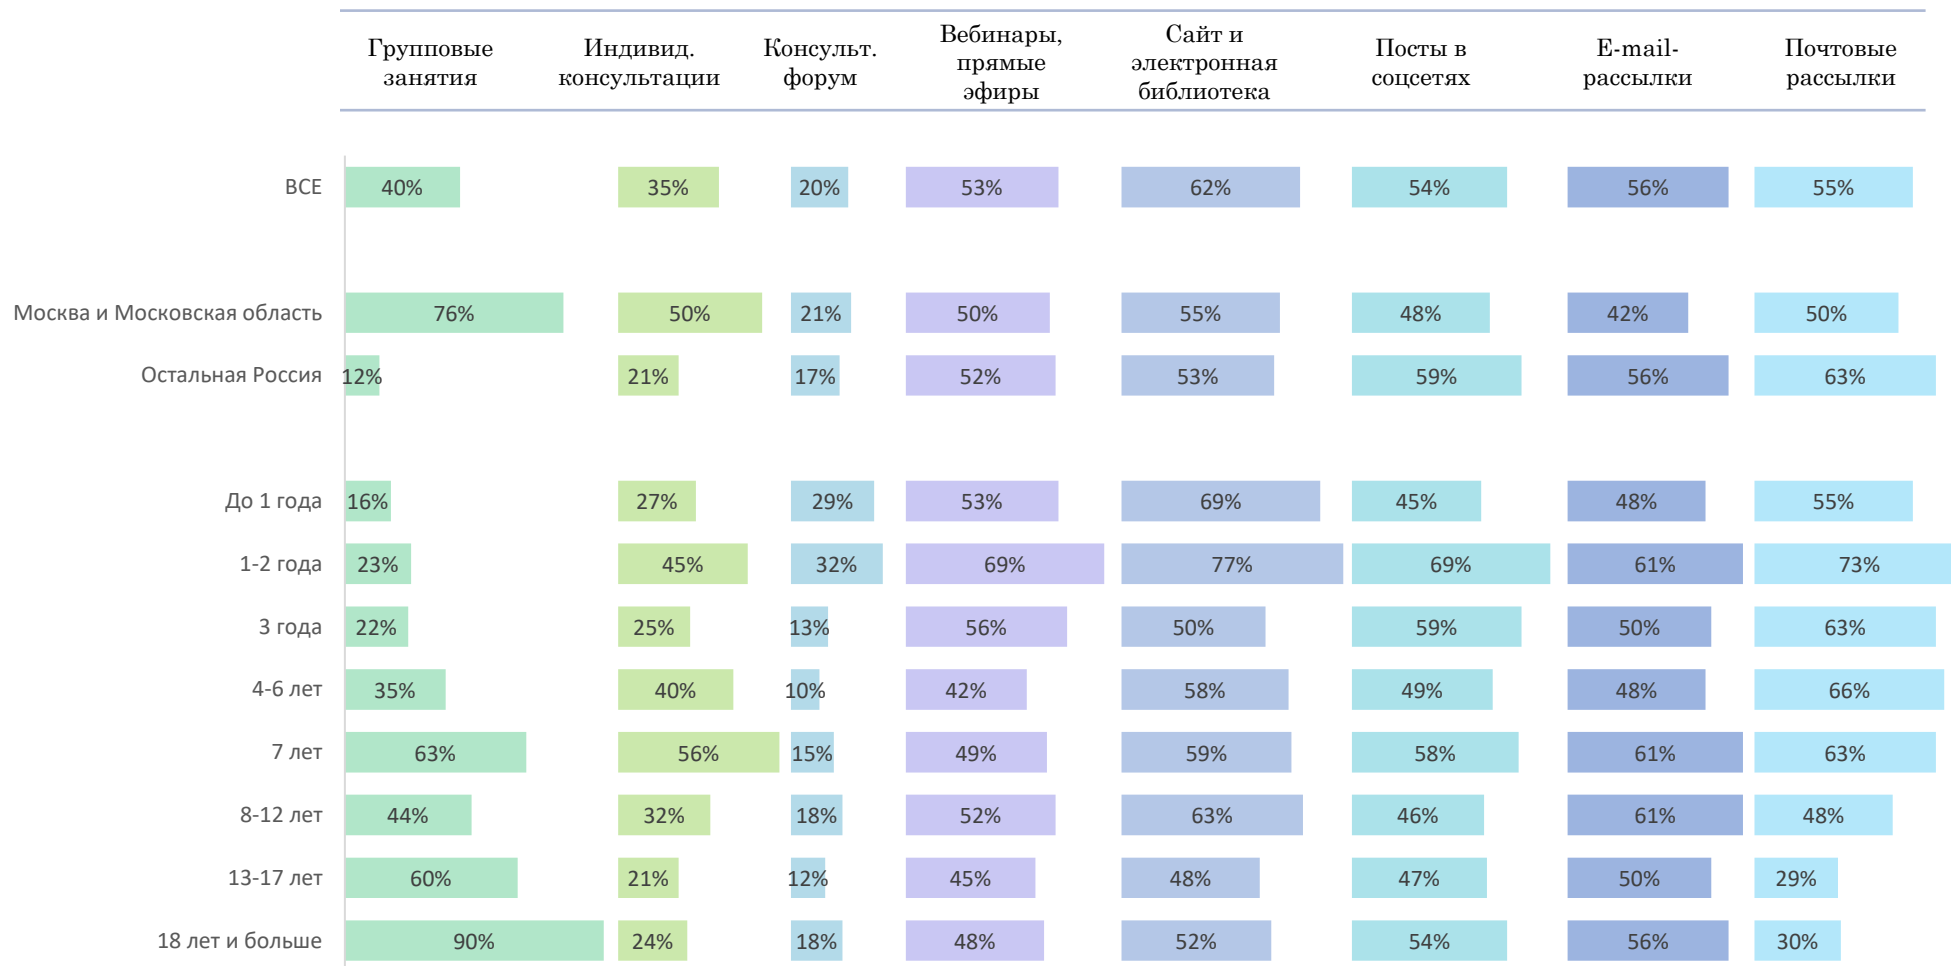 Групповые
занятия
Индивид.
консультации
Консульт.
форум
Вебинары,
прямые
эфиры
Сайт и
электронная
библиотека
Посты в
соцсетях
E-mail-
рассылки
Почтовые
рассылки
ВСЕ 40% 35% 20% 53% 62% 54% 56% 55%
Москва и Московская область 76% 50% 21% 50% 55% 48% 42% 50%
Остальная Россия 12% 21% 17% 52% 53% 59% 56% 63%
До 1 года 16% 27% 29% 53% 69% 45% 48% 55%
1-2 года 23% 45% 32% 69% 77% 69% 61% 73%
3 года 22% 25% 13% 56% 50% 59% 50% 63%
4-6 лет 35% 40% 10% 42% 58% 49% 48% 66%
7 лет 63% 56% 15% 49% 59% 58% 61% 63%
8-12 лет 44% 32% 18% 52% 63% 46% 61% 48%
13-17 лет 60% 21% 12% 45% 48% 47% 50% 29%
18 лет и больше 90% 24% 18% 48% 52% 54% 56% 30%